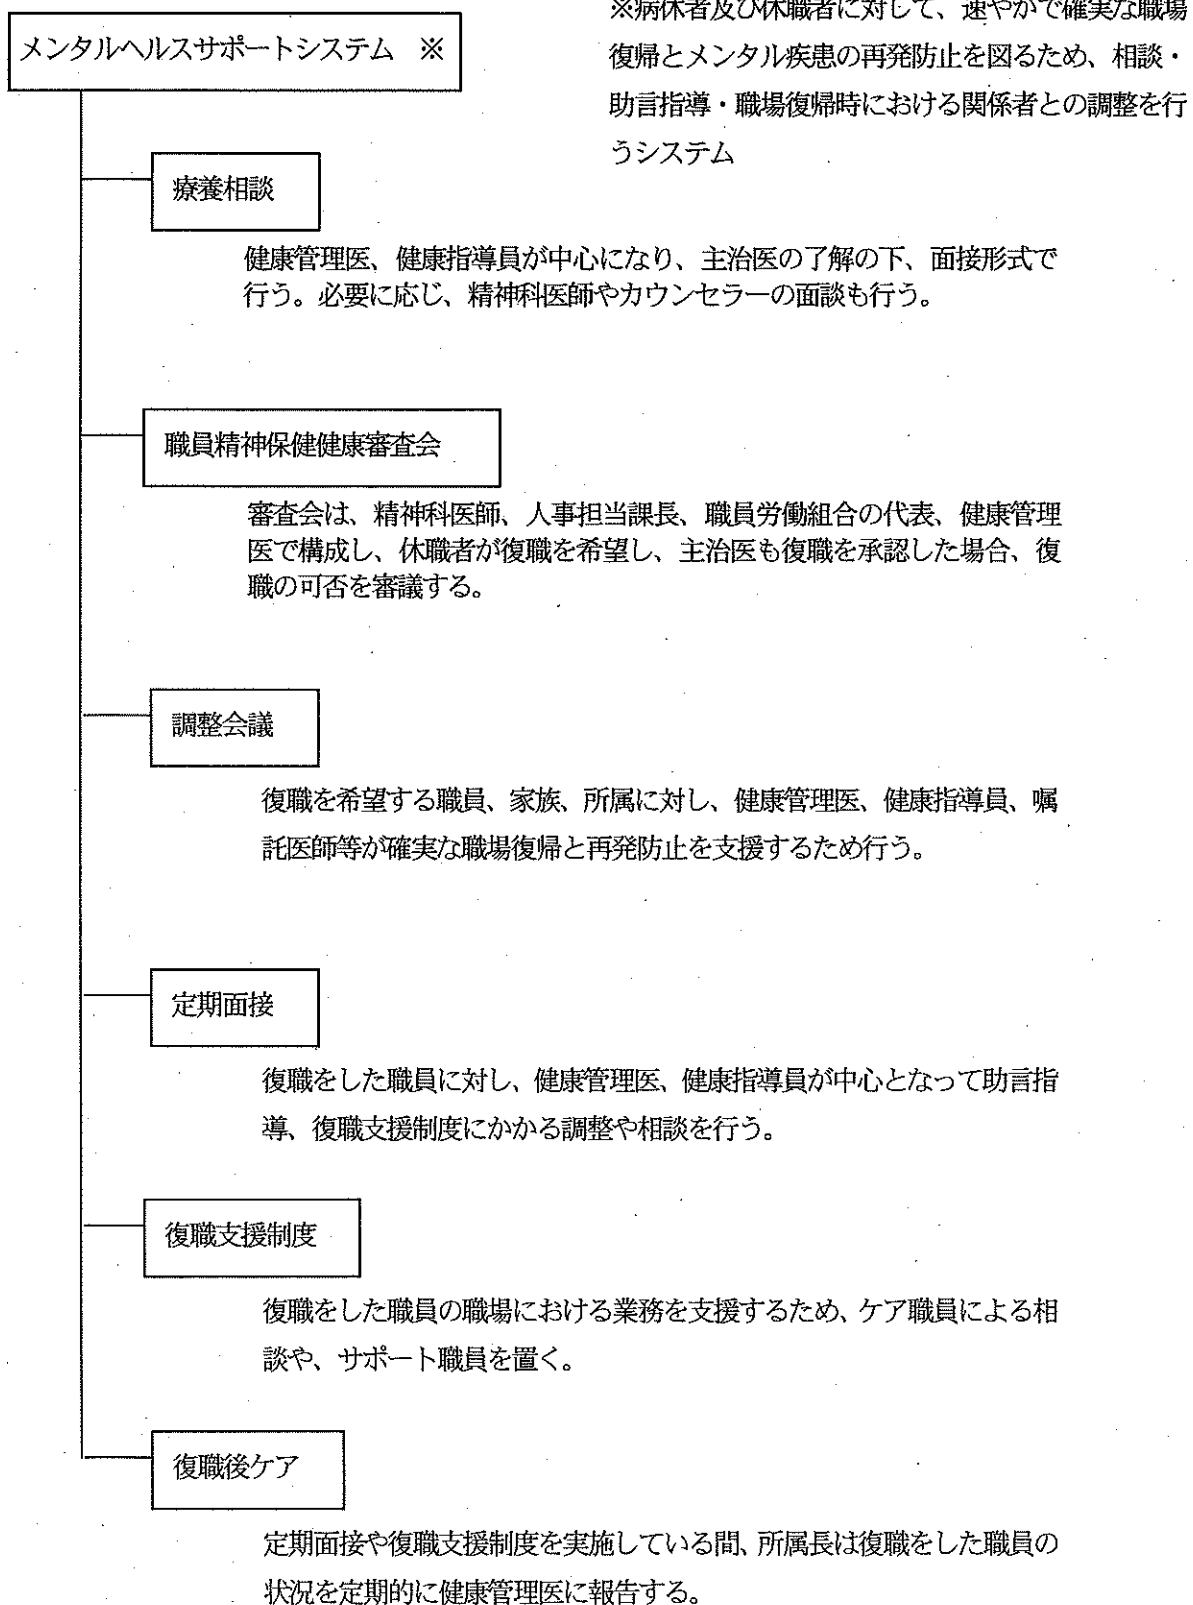 メンタルヘルスサポートシステム　※
※病休者及び休職者に対して、速やかで確実な職場
復帰とメンタル疾患の再発防止を図るため、相談・
助言指導・職場復帰時における関係者との調整を行
うシステム
療養相談
健康管理医、健康指導員が中心になり、主治医の了解の下、面接形式で
行う。必要に応じ、精神科医師やカウンセラーの面談も行う。
職員精神保健健康審査会
審査会は、精神科医師、人事担当課長、職員労働組合の代表、健康管理
医で構成し、休職者が復職を希望し、主治医も復職を承認した場合、復
職の可否を審議する。
調整会議
復職を希望する職員、家族、所属に対し、健康管理医、健康指導員、嘱
託医師等が確実な職場復帰と再発防止を支援するため行う。
定期面接
復職をした職員に対し、健康管理医、健康指導員が中心となって助言指
導、復職支援制度にかかる調整や相談を行う。
復職支援制度
復職をした職員の職場における業務を支援するため、ケア職員による相
談や、サポート職員を置く。
復職後ケア
定期面接や復職支援制度を実施している間、所属長は復職をした職員の
状況を定期的に健康管理医に報告する。